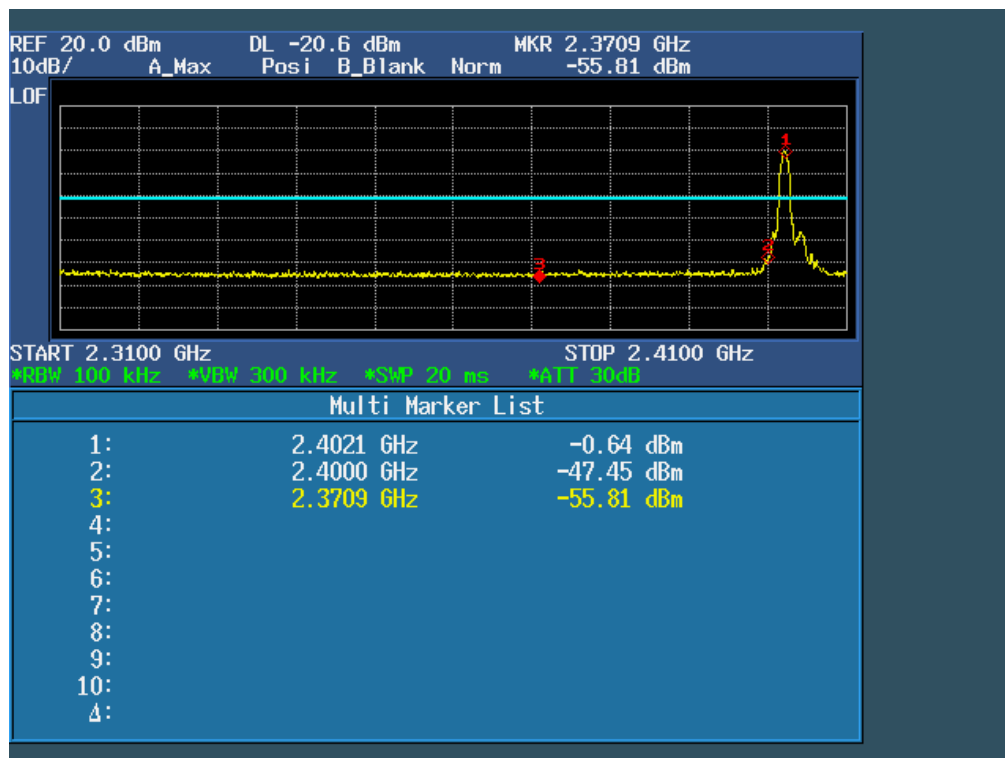 REF 20.0 dBm DL -20.6 dBm MKR 2.3709 GHz
10dB/ A_Max Posi B_Blank Norm -55.81 dBm
LOF
1
2
3
START 2.3100 GHz STOP 2.4100 GHz
*RBW 100 kHz *VBW 300 kHz *SWP 20 ms *ATT 30dB
Multi Marker List
1: 2.4021 GHz -0.64 dBm
2: 2.4000 GHz -47.45 dBm
3: 2.3709 GHz -55.81 dBm
4:
5:
6:
7:
8:
9:
10:
Δ: